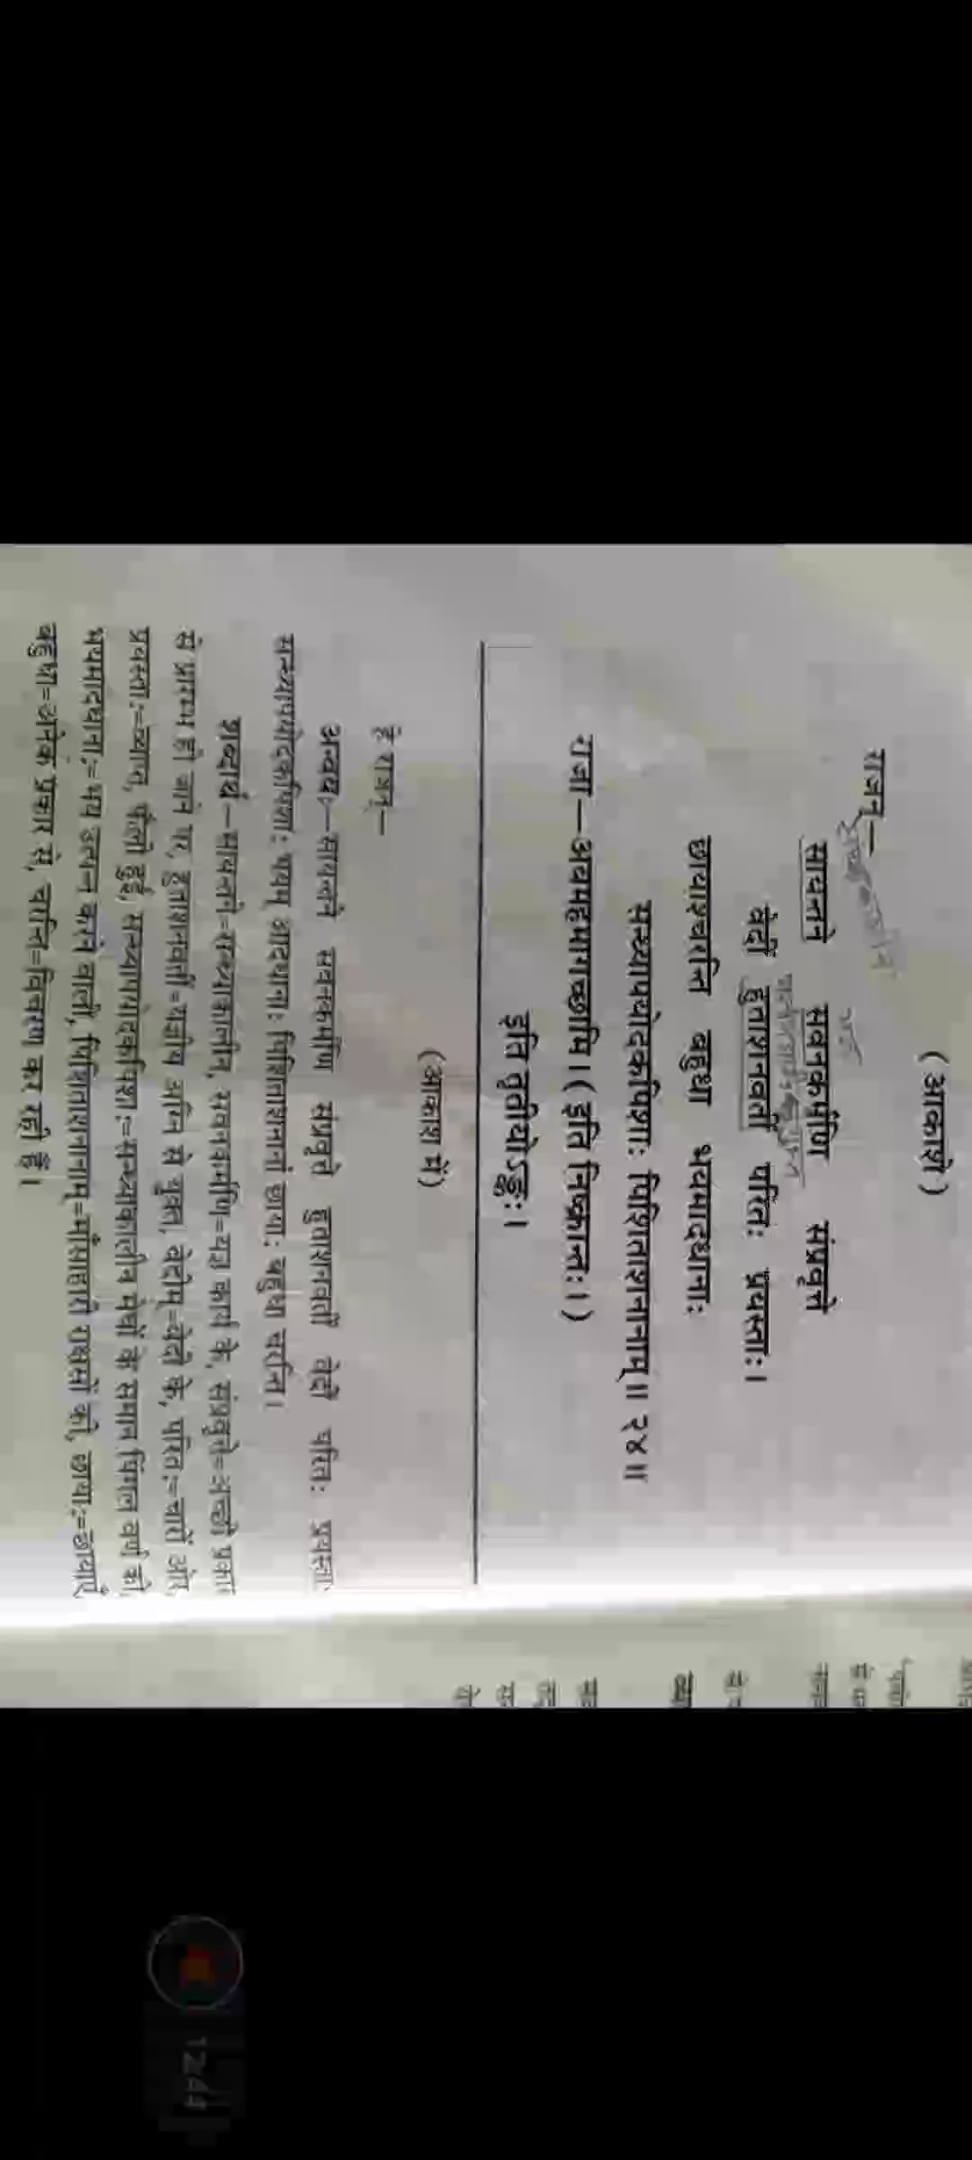 ( आकाशे )
राजन्—
सायन्तने सवनकर्मणि संप्रवृत्ते
वेदीं हुताशनवतीं परितः प्रयस्ताः।
छायाश्चरन्ति बहुधा भयमादधानाः
सन्ध्यापयोदकपिशाः पिशिताशनानाम्॥ २४॥
राजा—अयमहमागच्छामि। ( इति निष्क्रान्तः। )
इति तृतीयोऽङ्कः।
(आकाश में)
हे राजन्—
अन्वय—सायन्तने सवनकर्मणि संप्रवृत्ते हुताशनवतीं वेदीं परितः प्रयस्ताः
सन्ध्यापयोदकपिशाः भयम् आदधानाः पिशिताशनानां छायाः बहुधा चरन्ति।
शब्दार्थ—सायन्तने=सन्ध्याकालीन, सवनकर्मणि=यज्ञ कार्य के, संप्रवृत्ते=अच्छी प्रकार
से प्रारम्भ हो जाने पर, हुताशनवतीं=यज्ञीय अग्नि से युक्त, वेदीम्=वेदी के, परितः=चारों ओर,
प्रयस्ताः=व्याप्त, फैली हुई, सन्ध्यापयोदकपिशाः=सन्ध्याकालीन मेघों के समान पिंगल वर्ण की,
भयमादधानाः=भय उत्पन्न करने वाली, पिशिताशनानाम्=माँसाहारी राक्षसों की, छायाः=छायाएँ
बहुधा=अनेक प्रकार से, चरन्ति=विचरण कर रही हैं।
12:44